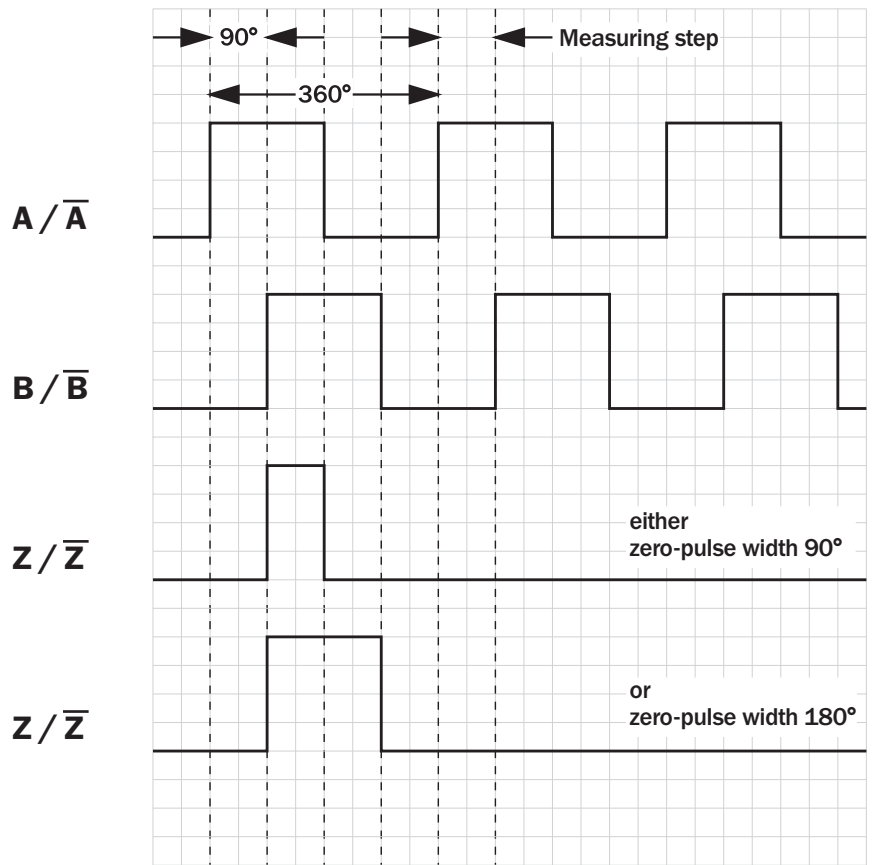 90°
Measuring step
360°
A / A̅
B / B̅
Z / Z̅
either
zero-pulse width 90°
Z / Z̅
or
zero-pulse width 180°